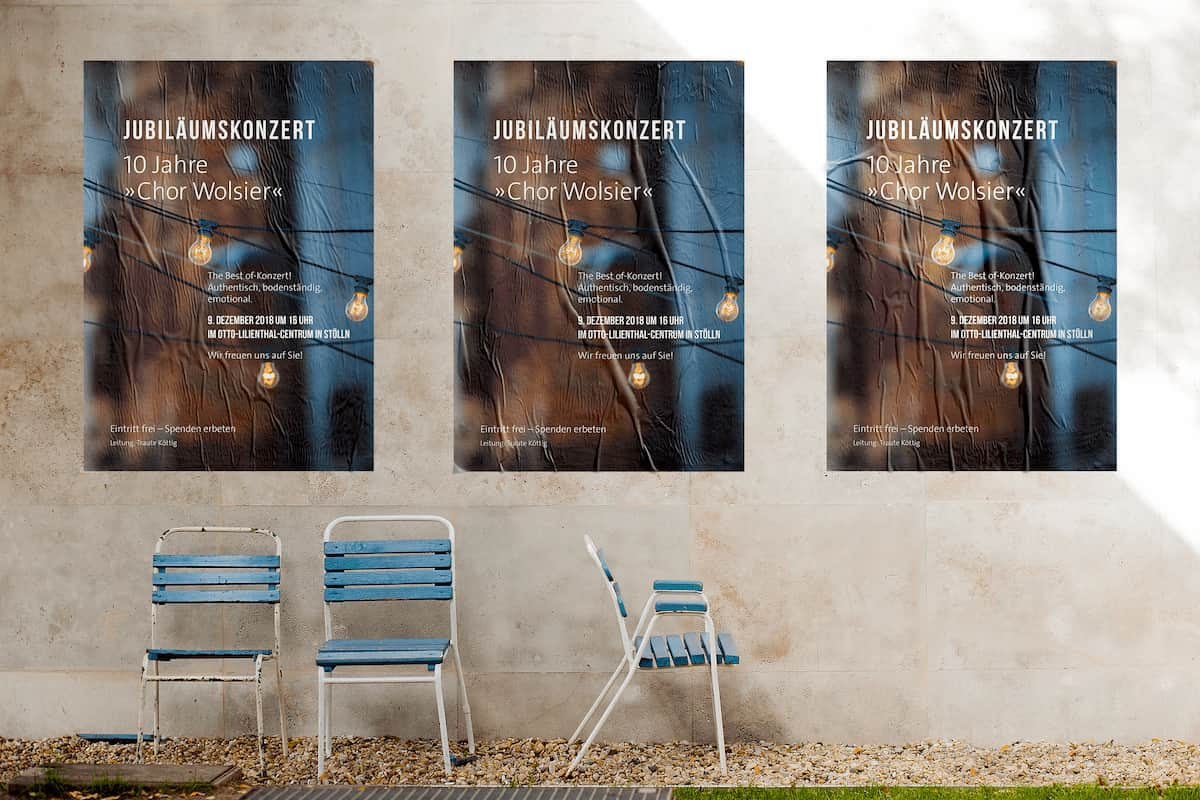 JUBILÄUMSKONZERT
10 Jahre
»Chor Wolsier«
The Best of-Konzert!
Authentisch, bodenständig,
emotional.
9. DEZEMBER 2018 UM 16 UHR
IM OTTO-LILIENTHAL-CENTRUM IN STÖLLN
Wir freuen uns auf Sie!
Eintritt frei – Spenden erbeten
Leitung: Traute Köttig
JUBILÄUMSKONZERT
10 Jahre
»Chor Wolsier«
The Best of-Konzert!
Authentisch, bodenständig,
emotional.
9. DEZEMBER 2018 UM 16 UHR
IM OTTO-LILIENTHAL-CENTRUM IN STÖLLN
Wir freuen uns auf Sie!
Eintritt frei – Spenden erbeten
Leitung: Traute Köttig
JUBILÄUMSKONZERT
10 Jahre
»Chor Wolsier«
The Best of-Konzert!
Authentisch, bodenständig,
emotional.
9. DEZEMBER 2018 UM 16 UHR
IM OTTO-LILIENTHAL-CENTRUM IN STÖLLN
Wir freuen uns auf Sie!
Eintritt frei – Spenden erbeten
Leitung: Traute Köttig